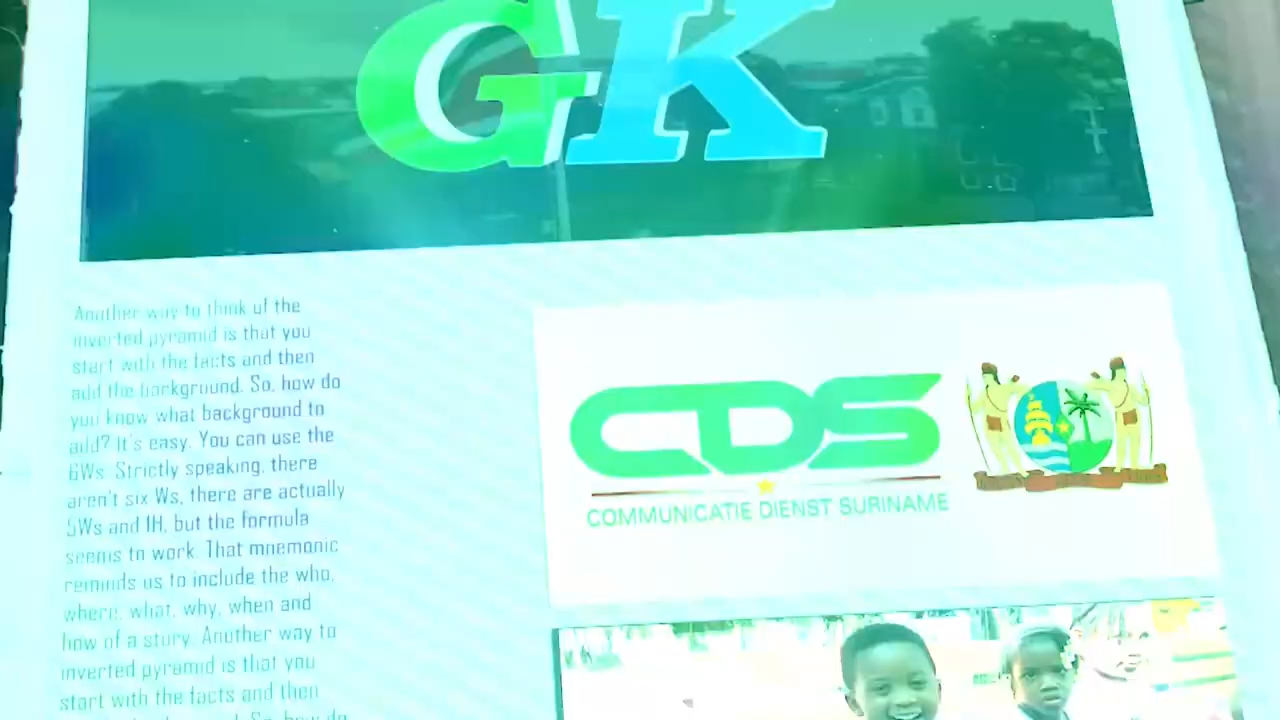 GK
Another way to think of the
inverted pyramid is that you
start with the facts and then
add the background. So, how do
you know what background to
add? It's easy. You can use the
6Ws. Strictly speaking, there
aren't six Ws, there are actually
5Ws and 1H, but the formula
seems to work. That mnemonic
reminds us to include the who,
where, what, why, when and
how of a story. Another way to
inverted pyramid is that you
start with the facts and then
So, how do
CDS
COMMUNICATIE DIENST SURINAME